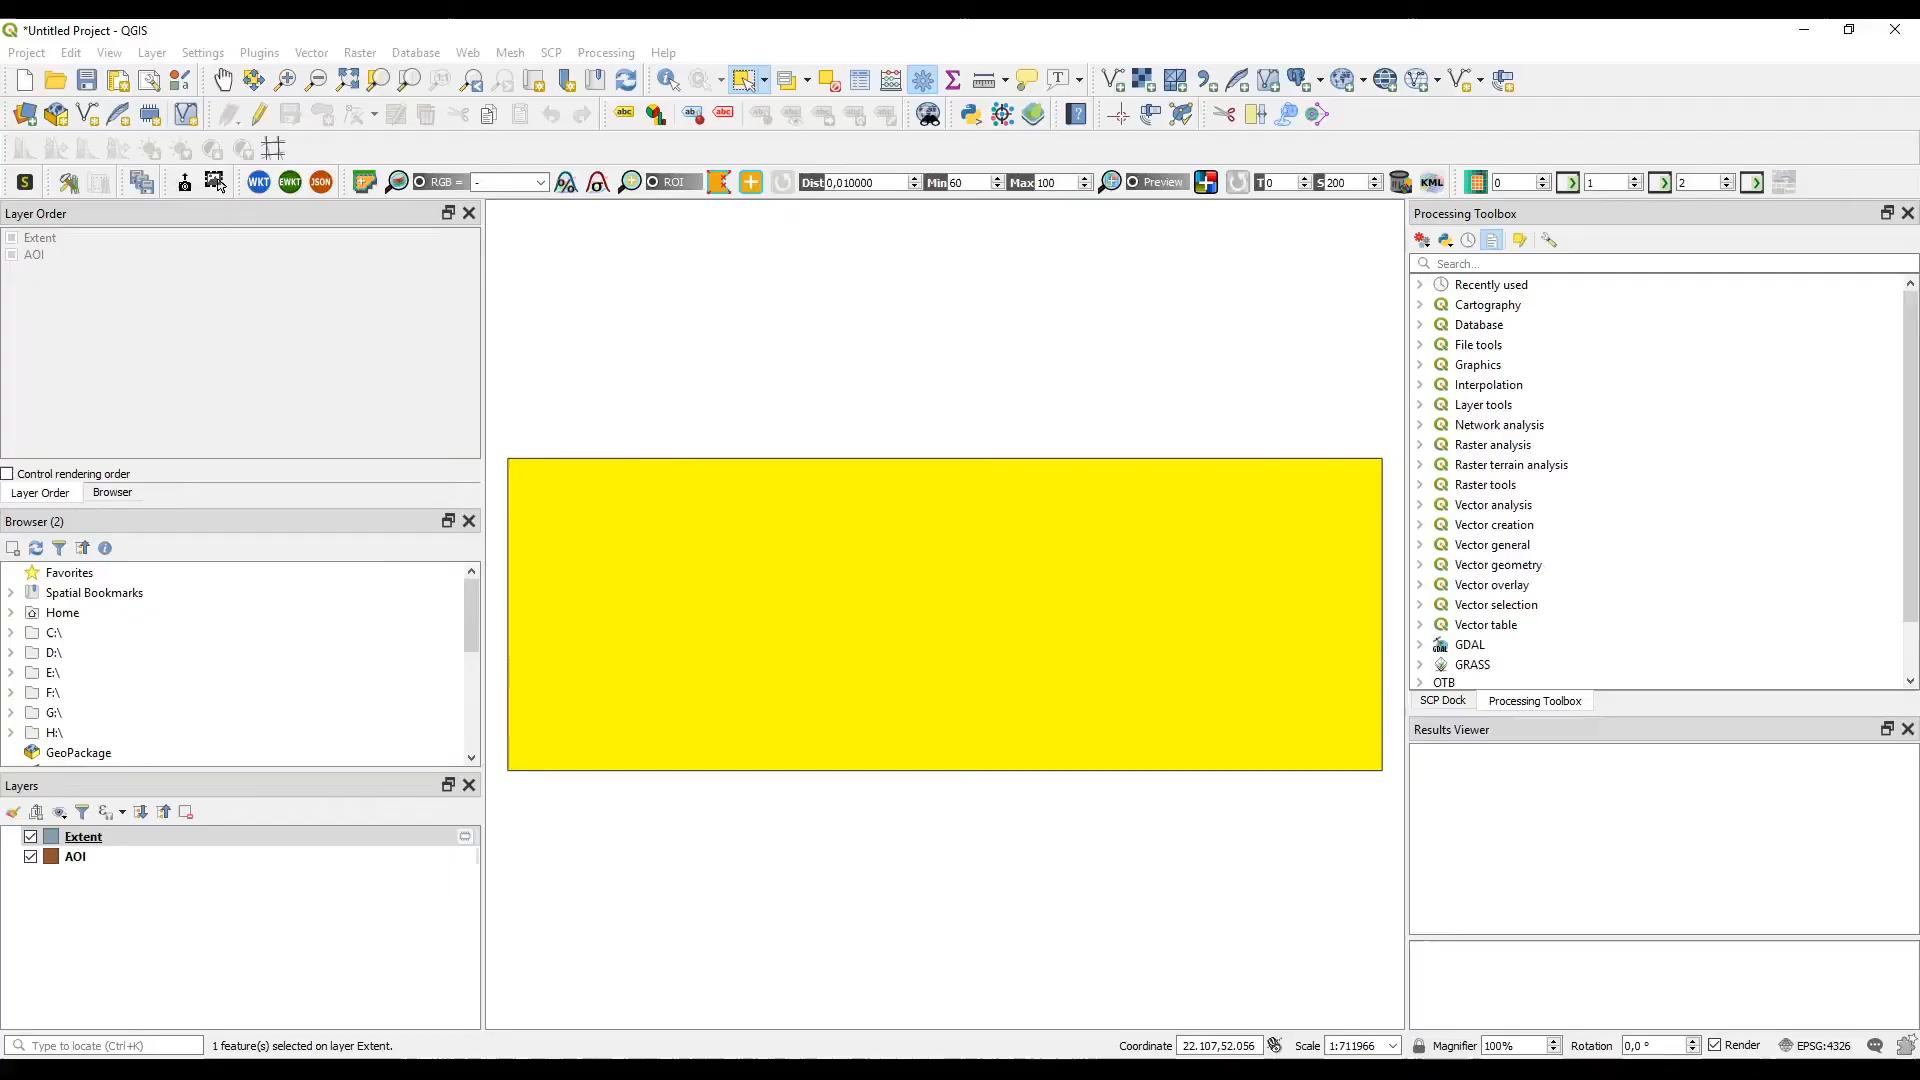 *Untitled Project - QGIS
Project Edit View Layer Settings Plugins Vector Raster Database Web Mesh SCP Processing Help
abc abc abc
S WKT EWKT JSON RGB = - ROI Dist 0,010000 Min 60 Max 100 Preview T 0 S 200 KML 0 1 2
Layer Order
Extent
AOI
Control rendering order
Layer Order Browser
Browser (2)
Favorites
Spatial Bookmarks
Home
C:\
D:\
E:\
F:\
G:\
H:\
GeoPackage
Layers
Extent
AOI
Processing Toolbox
Search...
Recently used
Cartography
Database
File tools
Graphics
Interpolation
Layer tools
Network analysis
Raster analysis
Raster terrain analysis
Raster tools
Vector analysis
Vector creation
Vector general
Vector geometry
Vector overlay
Vector selection
Vector table
GDAL
GRASS
OTB
SCP Dock Processing Toolbox
Results Viewer
Type to locate (Ctrl+K) 1 feature(s) selected on layer Extent. Coordinate 22.107,52.056 Scale 1:711966 Magnifier 100% Rotation 0,0 ° Render EPSG:4326